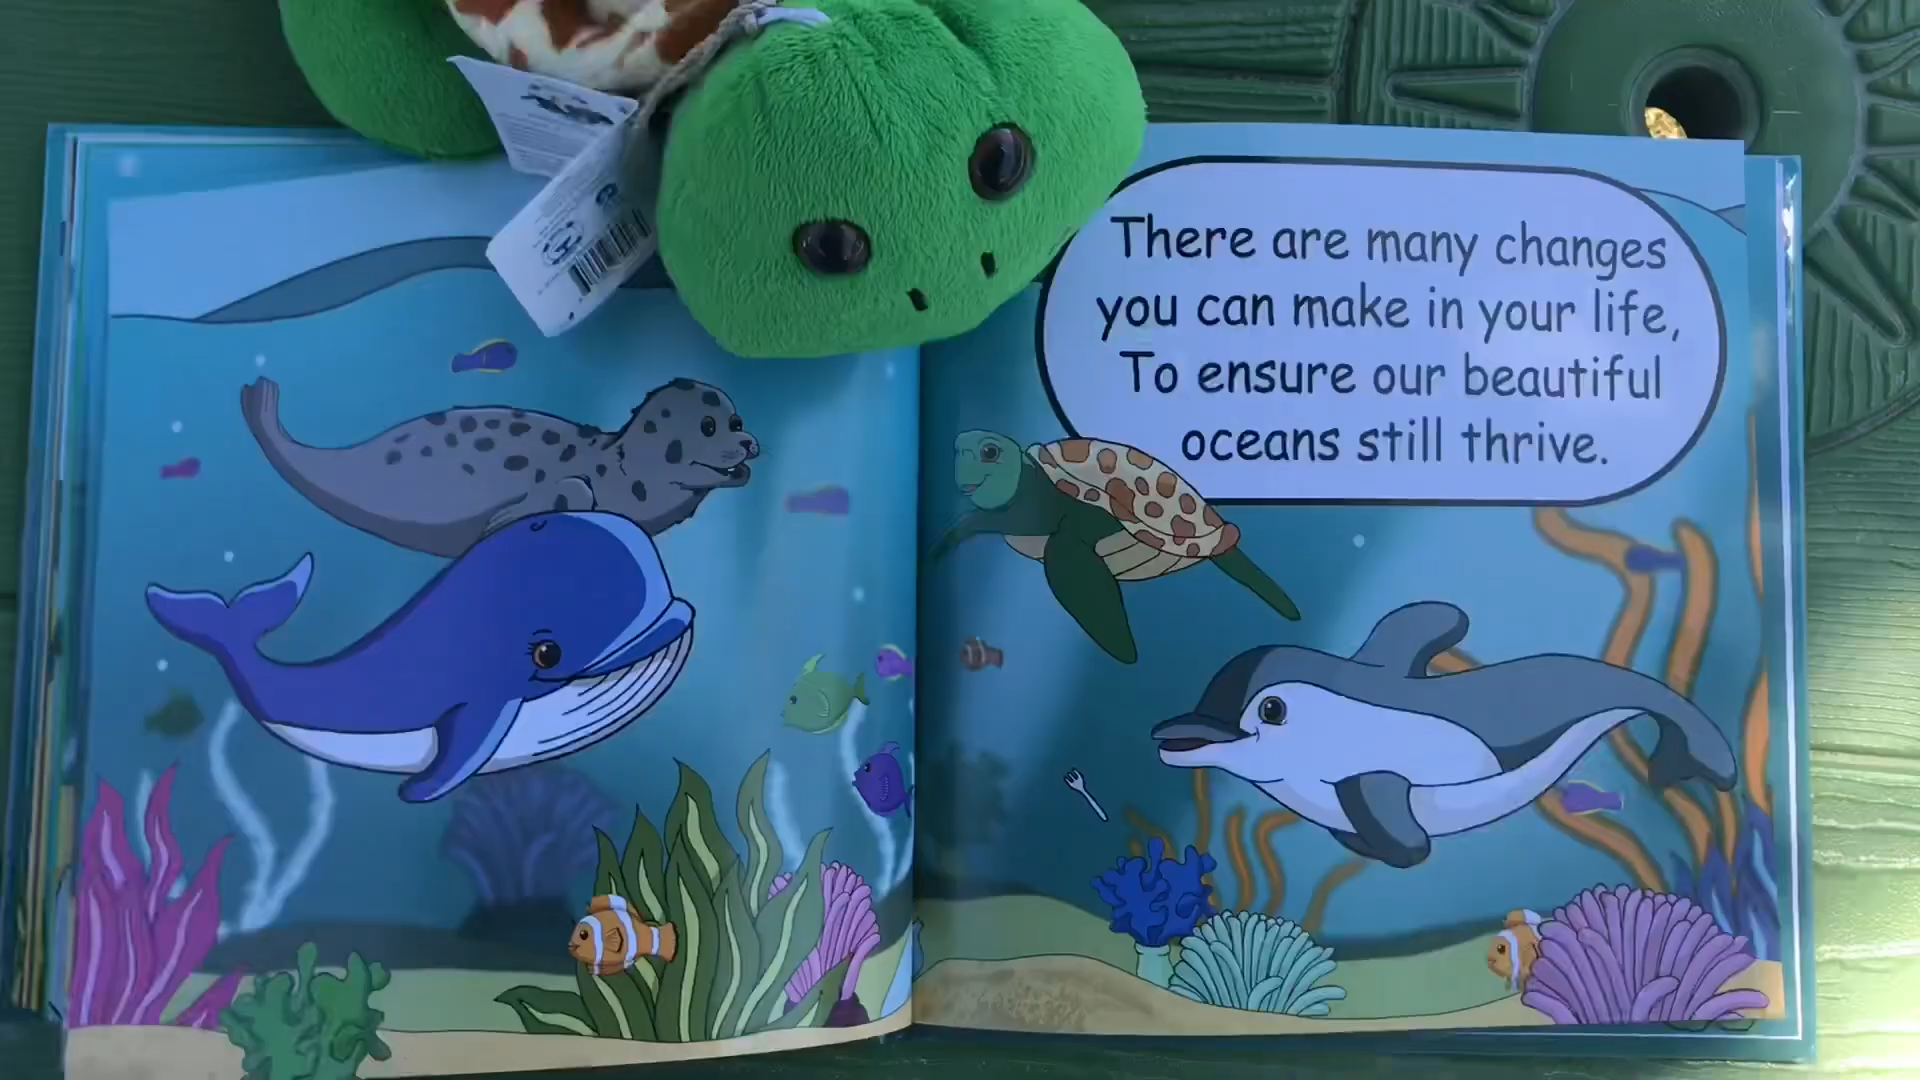 There are many changes
you can make in your life,
To ensure our beautiful
oceans still thrive.